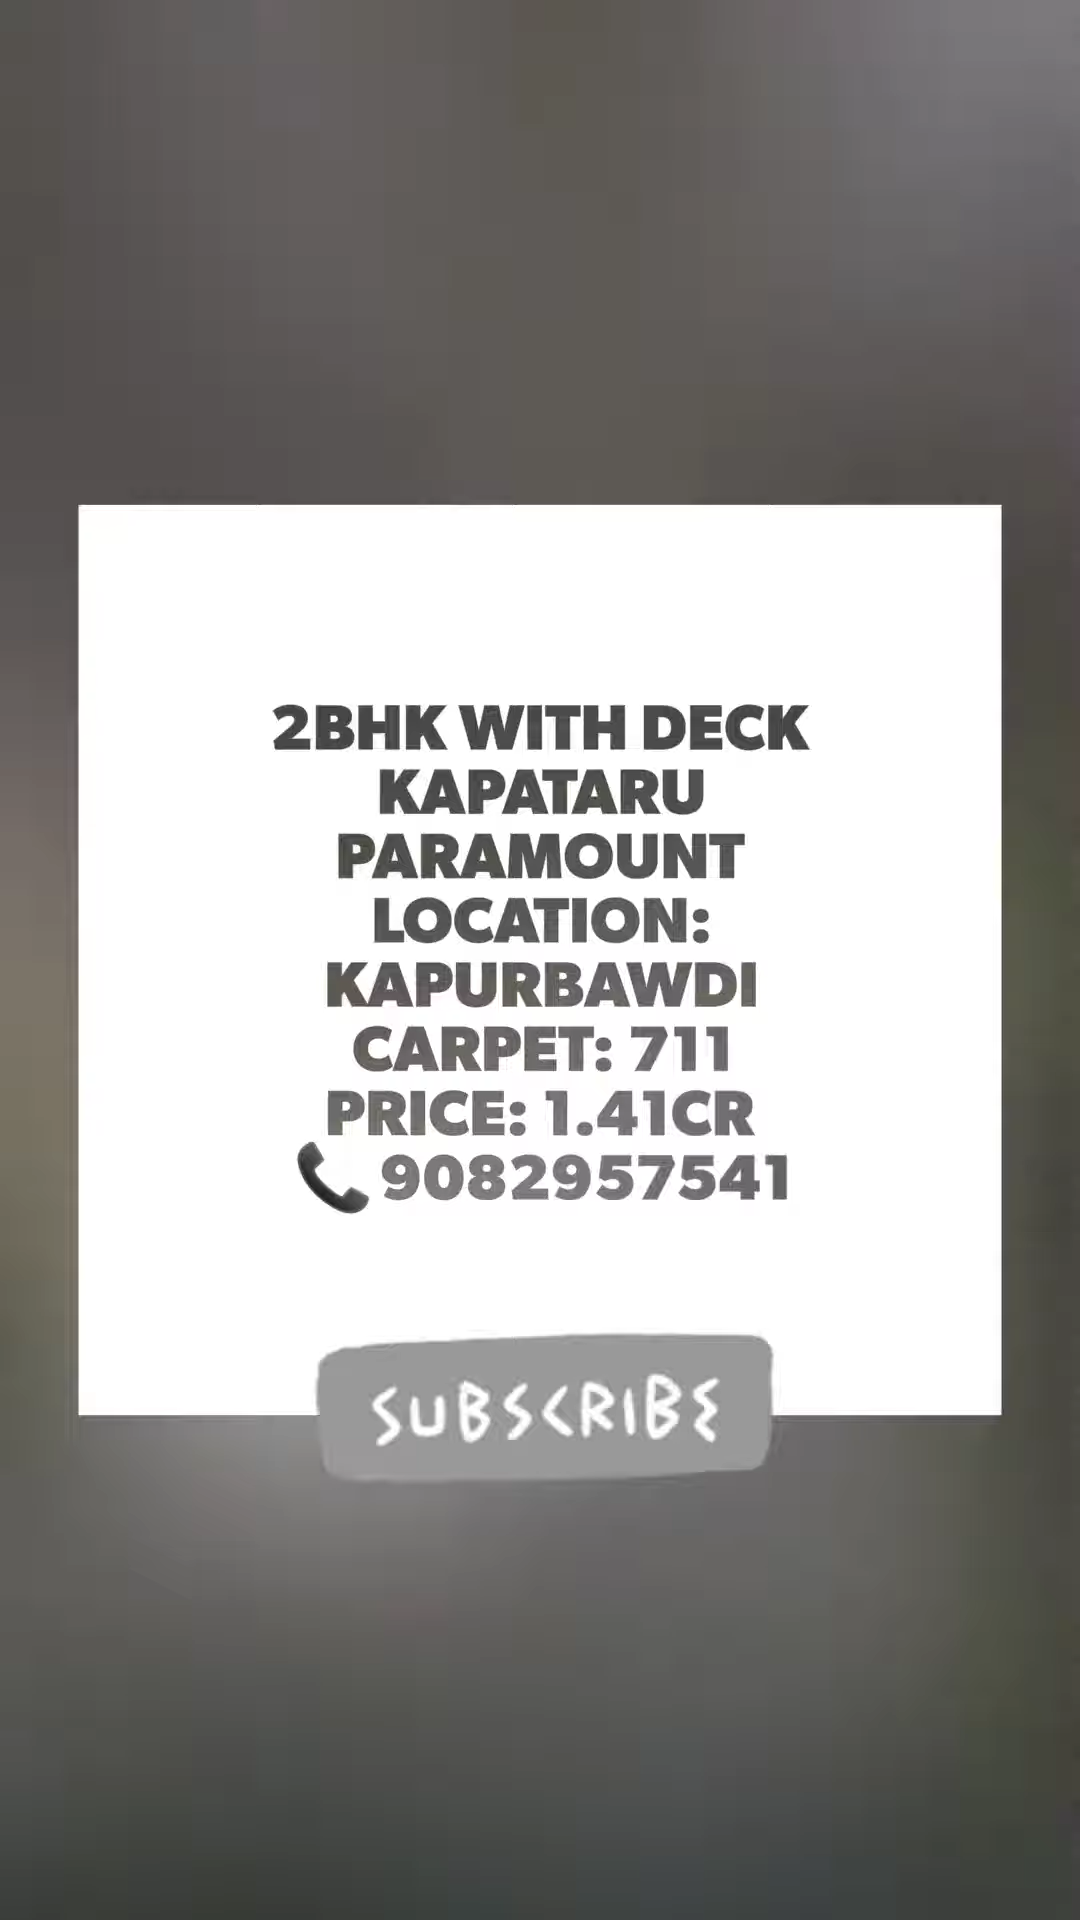 2BHK WITH DECK
KAPATARU
PARAMOUNT
LOCATION:
KAPURBAWDI
CARPET: 711
PRICE: 1.41CR
📞9082957541
SUBSCRIBE